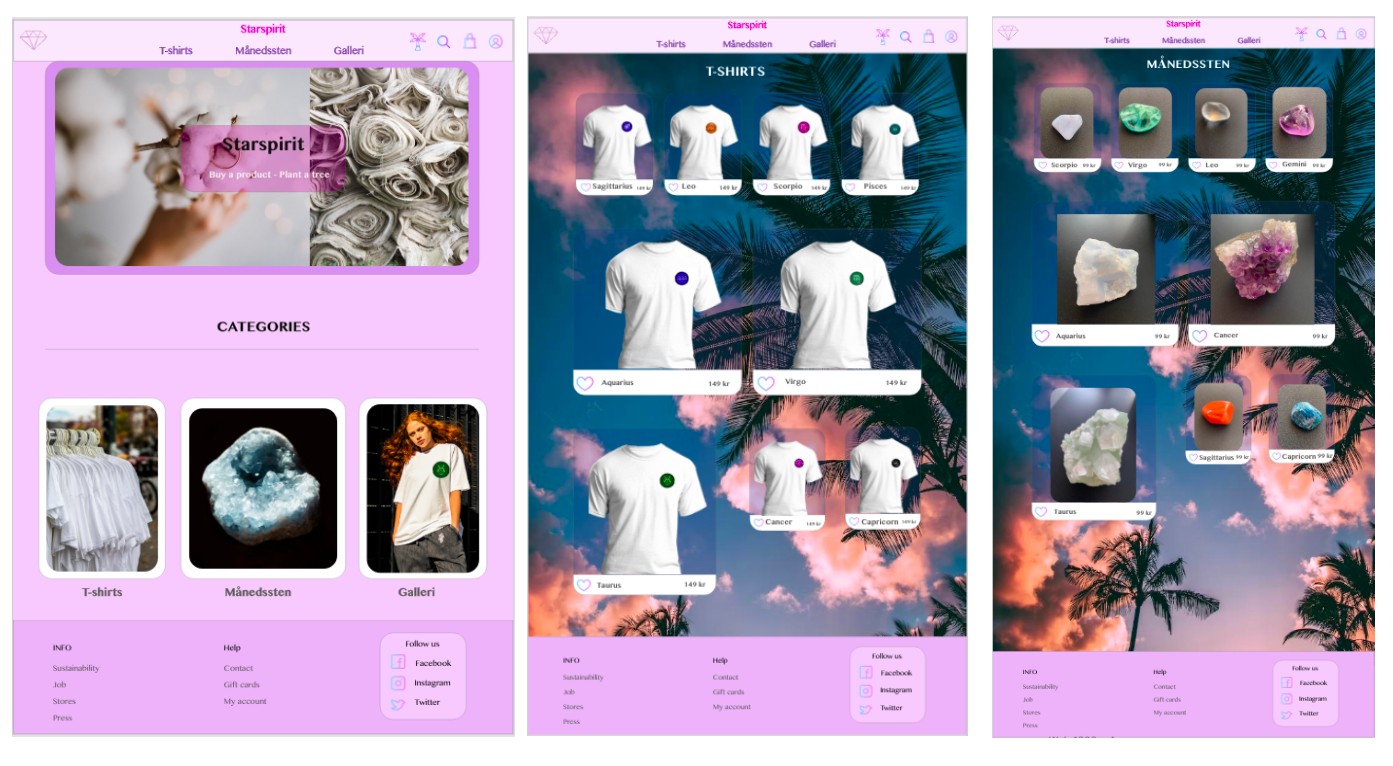 Starspirit
T-shirts Månedssten Galleri
Starspirit
Buy a product - Plant a tree
CATEGORIES
T-shirts Månedssten Galleri
INFO Help Follow us
Sustainability Contact Facebook
Job Gift cards Instagram
Stores My account Twitter
Press
Starspirit
T-shirts Månedssten Galleri
T-SHIRTS
Sagittarius 149 kr Leo 149 kr Scorpio 149 kr Pisces 149 kr
Aquarius 149 kr Virgo 149 kr
Cancer 149 kr Capricorn 149 kr
Taurus 149 kr
INFO Help Follow us
Sustainability Contact Facebook
Job Gift cards Instagram
Stores My account Twitter
Press
Starspirit
T-shirts Månedssten Galleri
MÅNEDSSTEN
Scorpio 99 kr Virgo 99 kr Leo 99 kr Gemini 99 kr
Aquarius 99 kr Cancer 99 kr
Sagittarius 99 kr Capricorn 99 kr
Taurus 99 kr
INFO Help Follow us
Sustainability Contact Facebook
Job Gift cards Instagram
Stores My account Twitter
Press